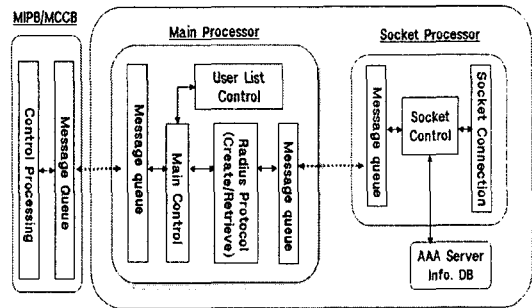 MIPB/MCCB
Control Processing
Message Queue
Main Processor
Message queue
User List
Control
Main Control
Radius Protocol
(Create/Retrieve)
Message queue
Socket Processor
Message queue
Socket
Control
Socket Connection
AAA Server
Info. DB